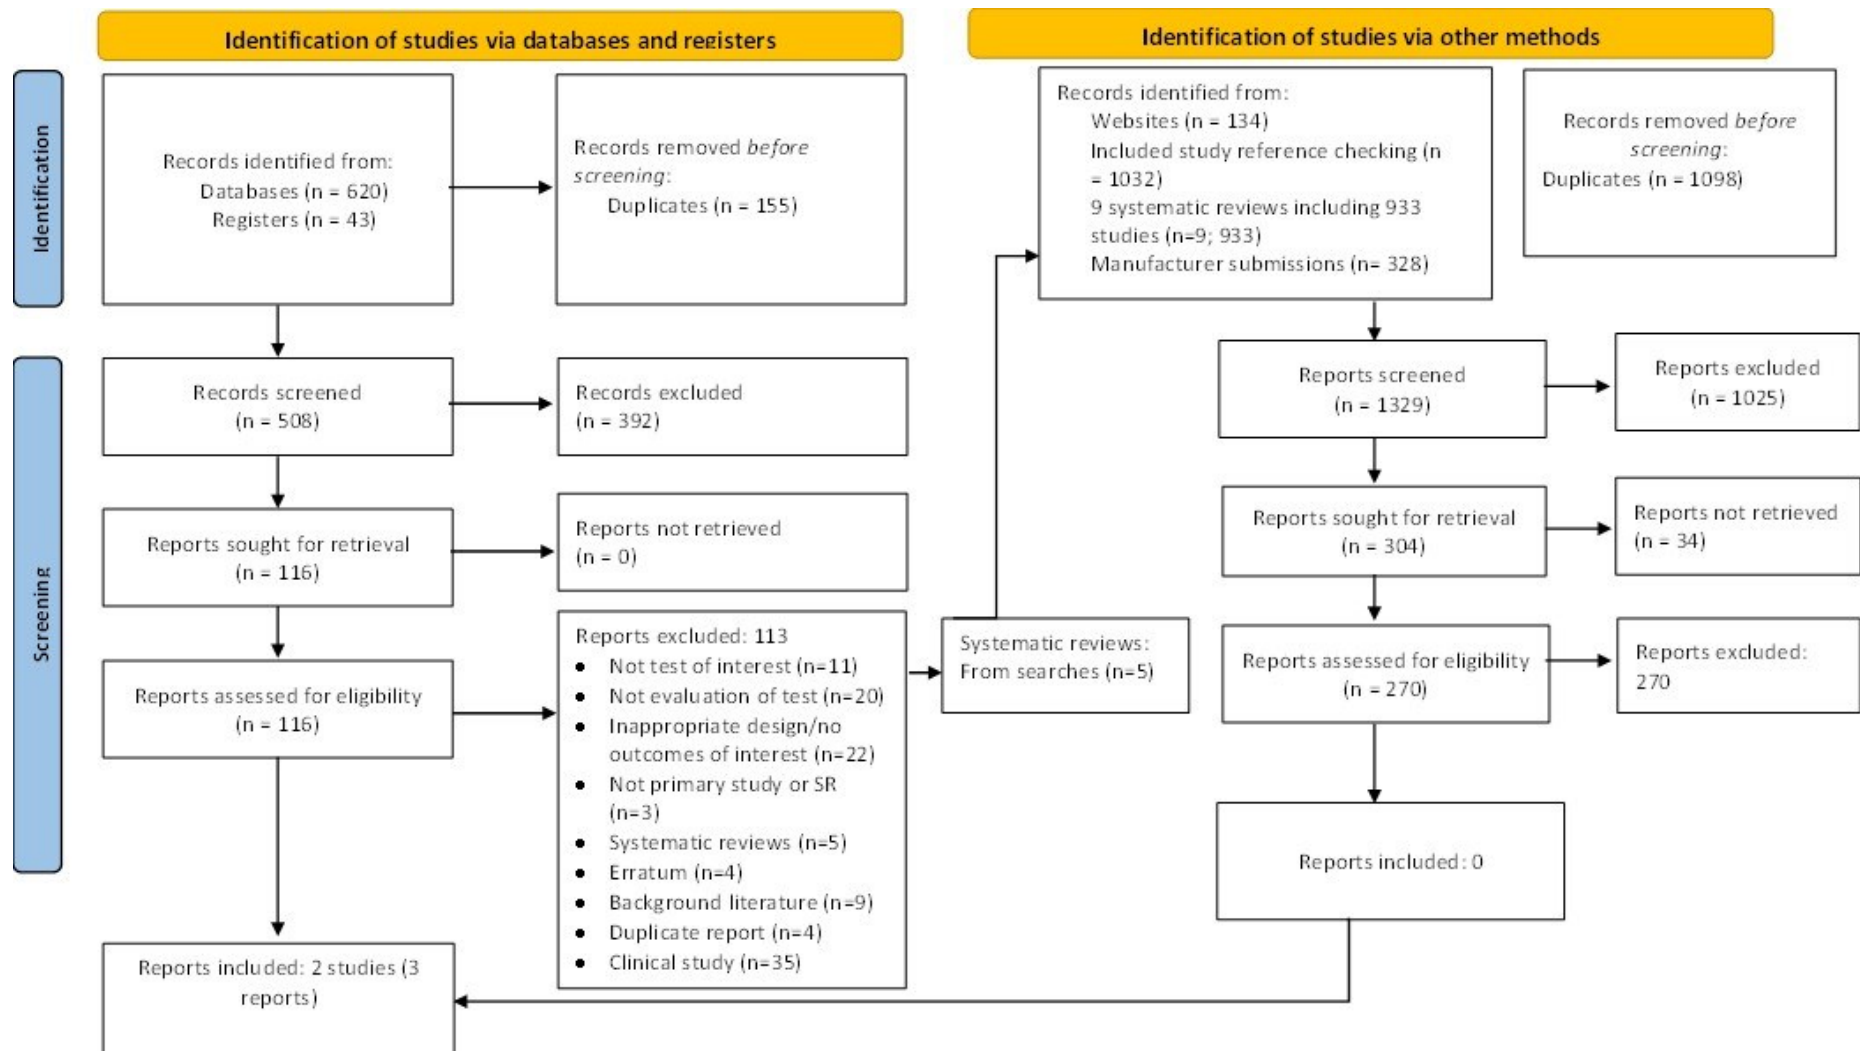 Identification of studies via databases and registers
Identification
Records identified from:
Databases (n = 620)
Registers (n = 43)
Records removed before
screening:
Duplicates (n = 155)
Screening
Records screened
(n = 508)
Records excluded
(n = 392)
Reports sought for retrieval
(n = 116)
Reports not retrieved
(n = 0)
Reports assessed for eligibility
(n = 116)
Reports excluded: 113
• Not test of interest (n=11)
• Not evaluation of test (n=20)
• Inappropriate design/no
outcomes of interest (n=22)
• Not primary study or SR
(n=3)
• Systematic reviews (n=5)
• Erratum (n=4)
• Background literature (n=9)
• Duplicate report (n=4)
• Clinical study (n=35)
Reports included: 2 studies (3
reports)
Systematic reviews:
From searches (n=5)
Identification of studies via other methods
Records identified from:
Websites (n = 134)
Included study reference checking (n
= 1032)
9 systematic reviews including 933
studies (n=9; 933)
Manufacturer submissions (n= 328)
Records removed before
screening:
Duplicates (n = 1098)
Reports screened
(n = 1329)
Reports excluded
(n = 1025)
Reports sought for retrieval
(n = 304)
Reports not retrieved
(n = 34)
Reports assessed for eligibility
(n = 270)
Reports excluded:
270
Reports included: 0